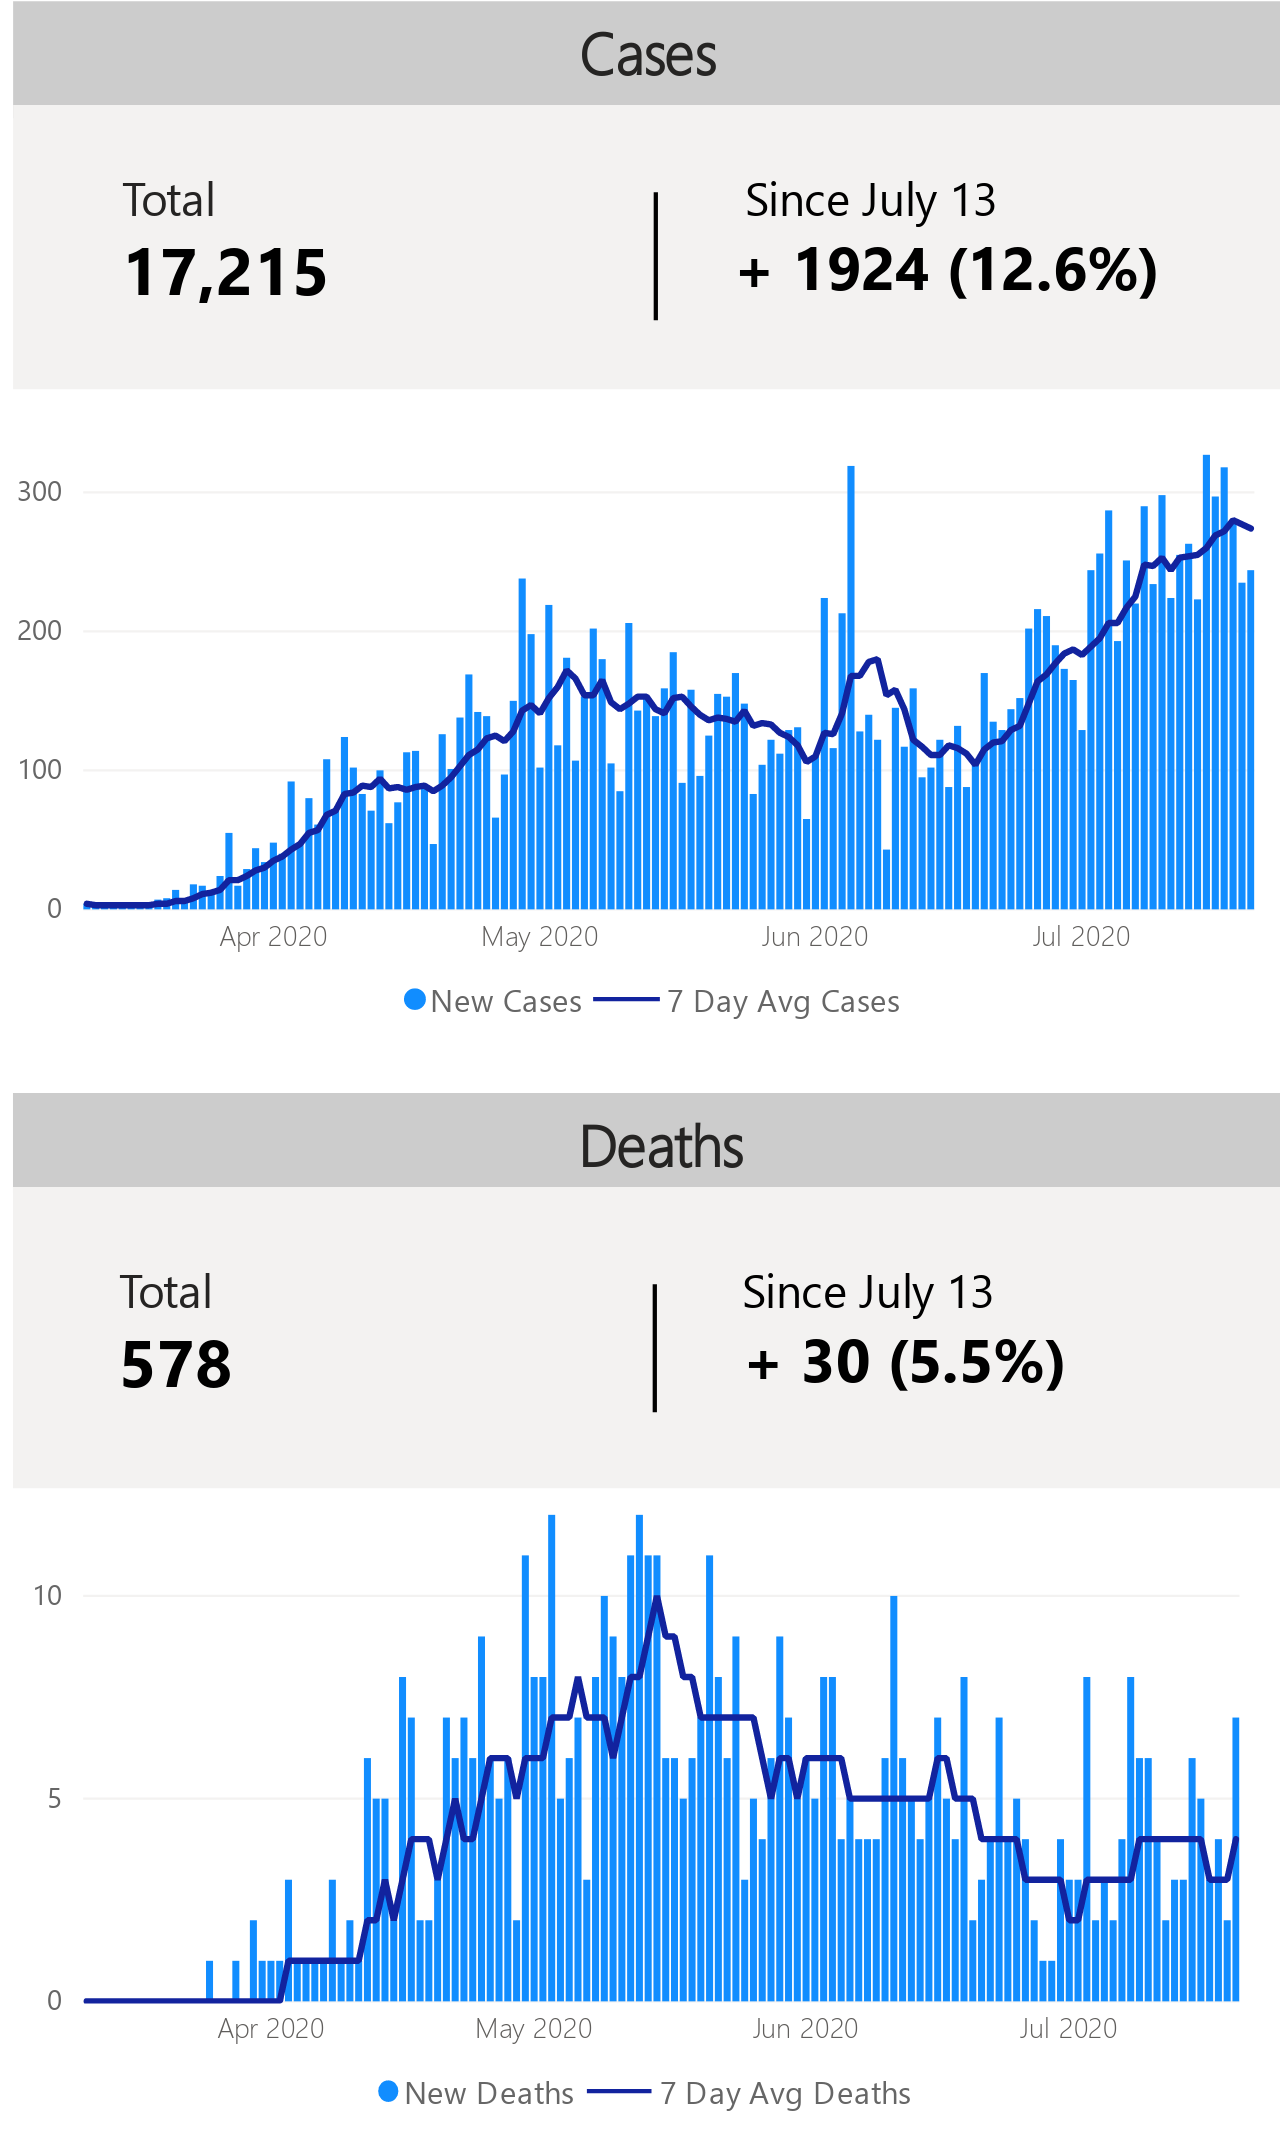 Cases
Total
Since July 13
17,215
+ 1924 (12.6%)
300
200
100
0
Apr 2020
May 2020
Jun 2020
Jul 2020
New Cases
7 Day Avg Cases
Deaths
Total
Since July 13
578
+ 30 (5.5%)
10
5
0
Apr 2020
May 2020
Jun 2020
Jul 2020
New Deaths
7 Day Avg Deaths